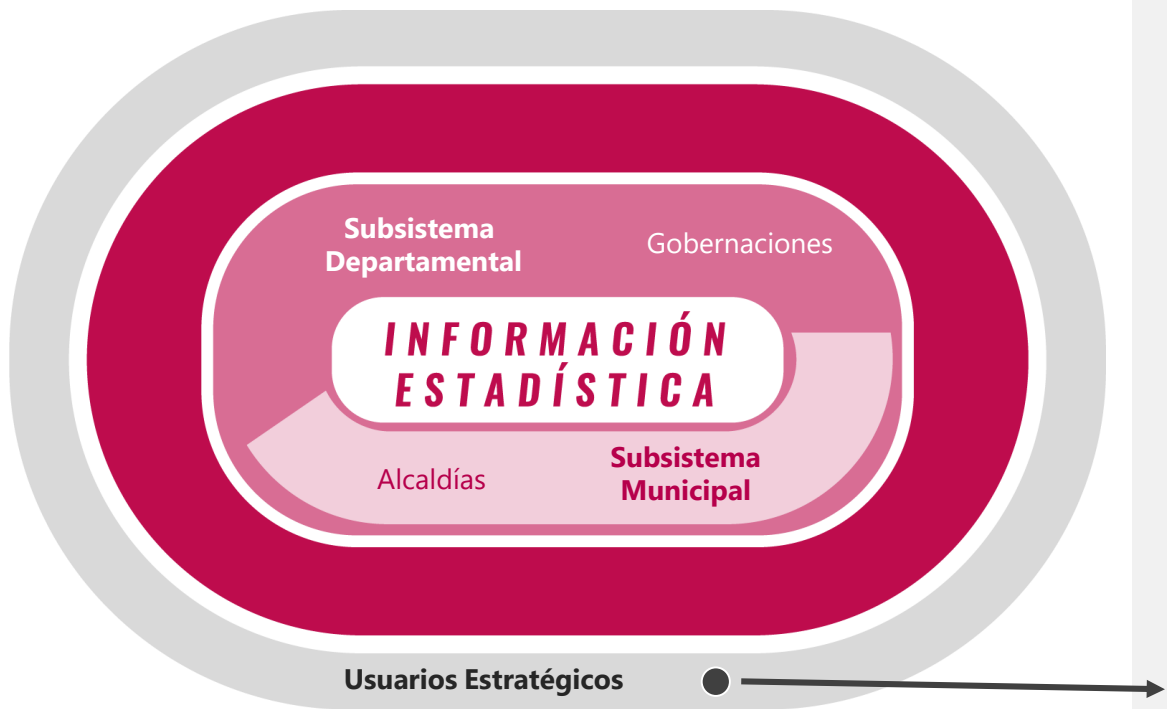 Subsistema
Departamental
Gobernaciones
INFORMACIÓN
ESTADÍSTICA
Alcaldías
Subsistema
Municipal
Usuarios Estratégicos